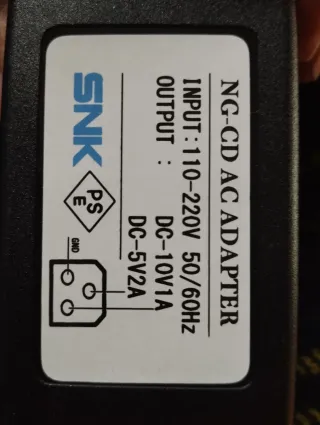 NG-CD AC ADAPTER
INPUT:110-220V 50/60Hz
OUTPUT : DC-10V1A
DC-5V2A
SNK
PS
E
GND